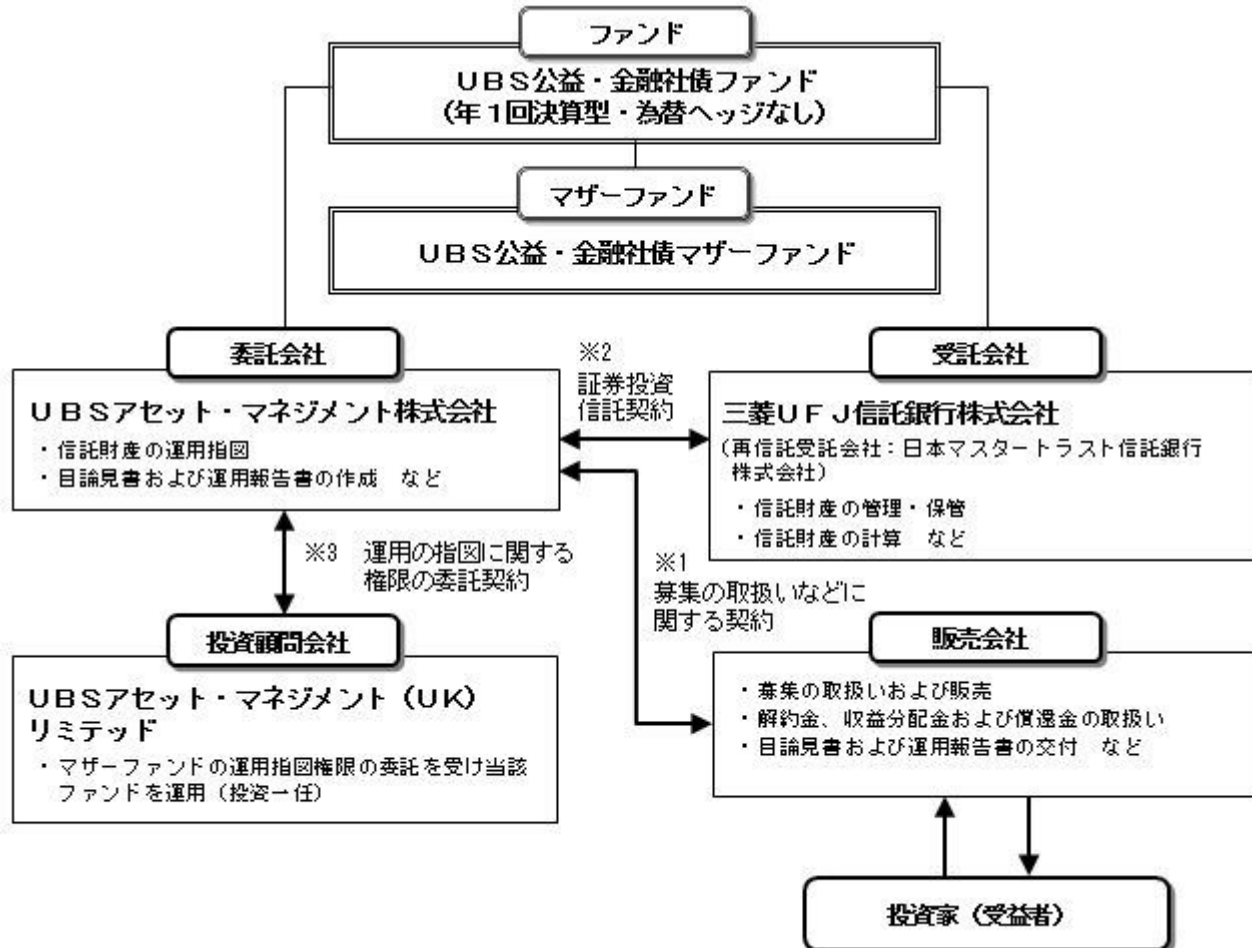 ファンド
UBS公益・金融社債ファンド
(年1回決算型・為替ヘッジなし)
マザーファンド
UBS公益・金融社債マザーファンド
委託会社
UBSアセット・マネジメント株式会社
・信託財産の運用指図
・目論見書および運用報告書の作成 など
※2
証券投資
信託契約
受託会社
三菱UFJ信託銀行株式会社
(再信託受託会社:日本マスタートラスト信託銀行
株式会社)
・信託財産の管理・保管
・信託財産の計算 など
※3 運用の指図に関する
権限の委託契約
※1
募集の取扱いなどに
関する契約
投資顧問会社
UBSアセット・マネジメント(UK)
リミテッド
・マザーファンドの運用指図権限の委託を受け当該
ファンドを運用(投資一任)
販売会社
・募集の取扱いおよび販売
・解約金、収益分配金および償還金の取扱い
・目論見書および運用報告書の交付 など
投資家(受益者)